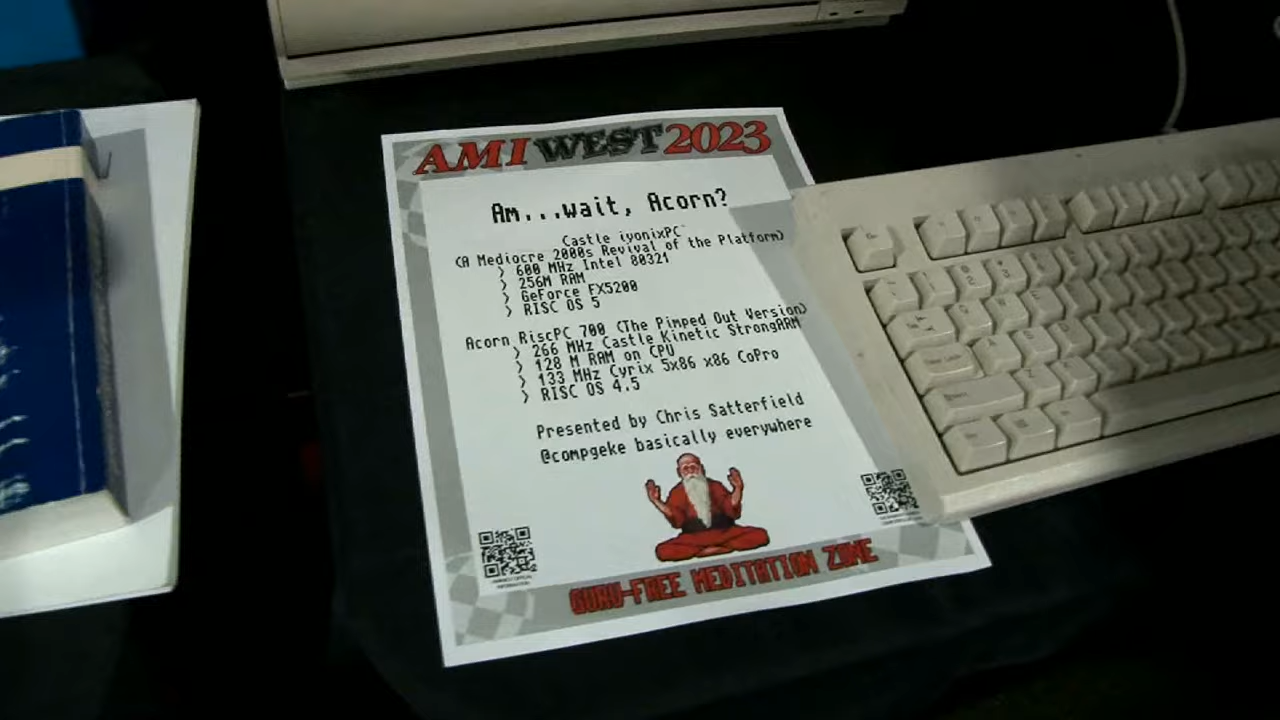 AMIWEST2023
Am...wait, Acorn?
Castle iyonixPC
(A Mediocre 2000s Revival of the Platform)
> 600 MHz Intel 80321
> 256M RAM
> GeForce FX5200
> RISC OS 5
Acorn RiscPC 700 (The Pimped Out Version)
> 266 MHz Castle Kinetic StrongARM
> 128 M RAM on CPU
> 133 MHz Cyrix 5x86 x86 CoPro
> RISC OS 4.5
Presented by Chris Satterfield
@compgeke basically everywhere
GURU-FREE MEDITATION ZONE